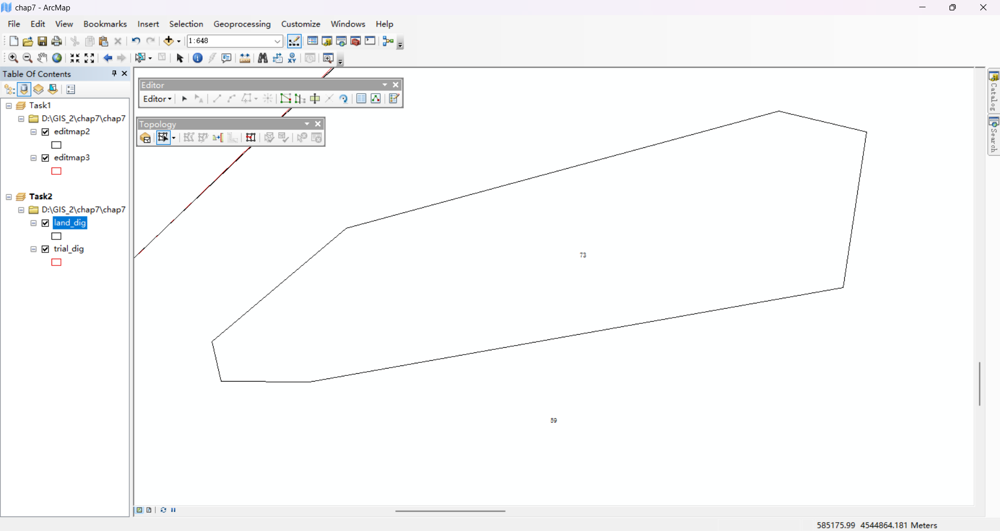 chap7 - ArcMap
File Edit View Bookmarks Insert Selection Geoprocessing Customize Windows Help
1:648
Table Of Contents
Task1
D:\GIS_2\chap7\chap7
editmap2
editmap3
Task2
D:\GIS_2\chap7\chap7
land_dig
trial_dig
Editor
Editor
Topology
73
59
Catalog
Search
585175.99 4544864.181 Meters